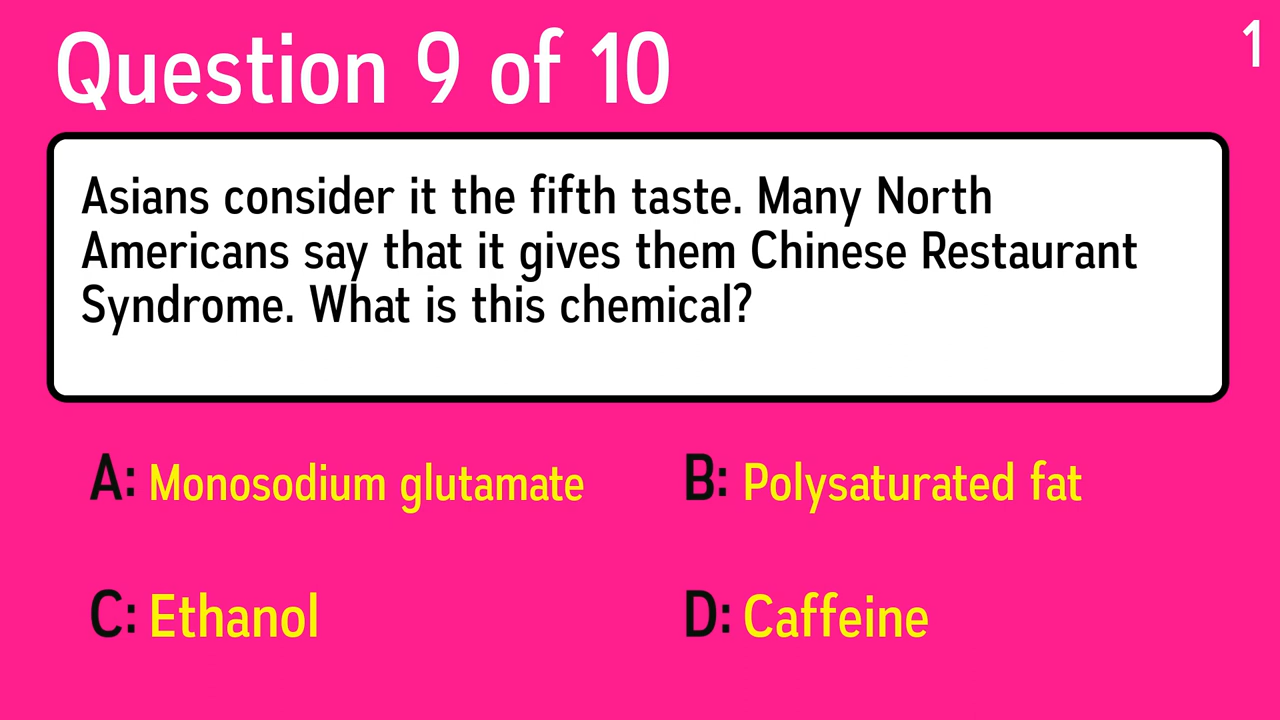 Question 9 of 10
1
Asians consider it the fifth taste. Many North
Americans say that it gives them Chinese Restaurant
Syndrome. What is this chemical?
A: Monosodium glutamate
B: Polysaturated fat
C: Ethanol
D: Caffeine